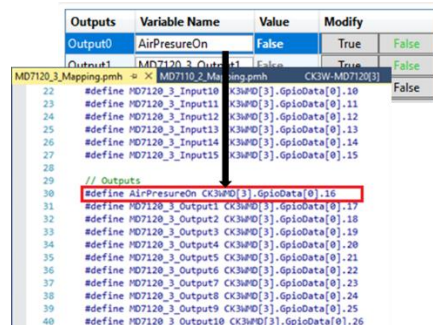 Outputs Variable Name Value Modify
Output0 AirPresureOn False True False
Output1 MD7120_3_Output1 False True False
False
MD7120_3_Mapping.pmh MD7110_2_Mapping.pmh CK3W-MD7120[3]
22 #define MD7120_3_Input10 CK3WMD[3].GpioData[0].10
23 #define MD7120_3_Input11 CK3WMD[3].GpioData[0].11
24 #define MD7120_3_Input12 CK3WMD[3].GpioData[0].12
25 #define MD7120_3_Input13 CK3WMD[3].GpioData[0].13
26 #define MD7120_3_Input14 CK3WMD[3].GpioData[0].14
27 #define MD7120_3_Input15 CK3WMD[3].GpioData[0].15
28
29 // Outputs
30 #define AirPresureOn CK3WMD[3].GpioData[0].16
31 #define MD7120_3_Output1 CK3WMD[3].GpioData[0].17
32 #define MD7120_3_Output2 CK3WMD[3].GpioData[0].18
33 #define MD7120_3_Output3 CK3WMD[3].GpioData[0].19
34 #define MD7120_3_Output4 CK3WMD[3].GpioData[0].20
35 #define MD7120_3_Output5 CK3WMD[3].GpioData[0].21
36 #define MD7120_3_Output6 CK3WMD[3].GpioData[0].22
37 #define MD7120_3_Output7 CK3WMD[3].GpioData[0].23
38 #define MD7120_3_Output8 CK3WMD[3].GpioData[0].24
39 #define MD7120_3_Output9 CK3WMD[3].GpioData[0].25
40 #define MD7120_3_Output10 CK3WMD[3].GpioData[0].26